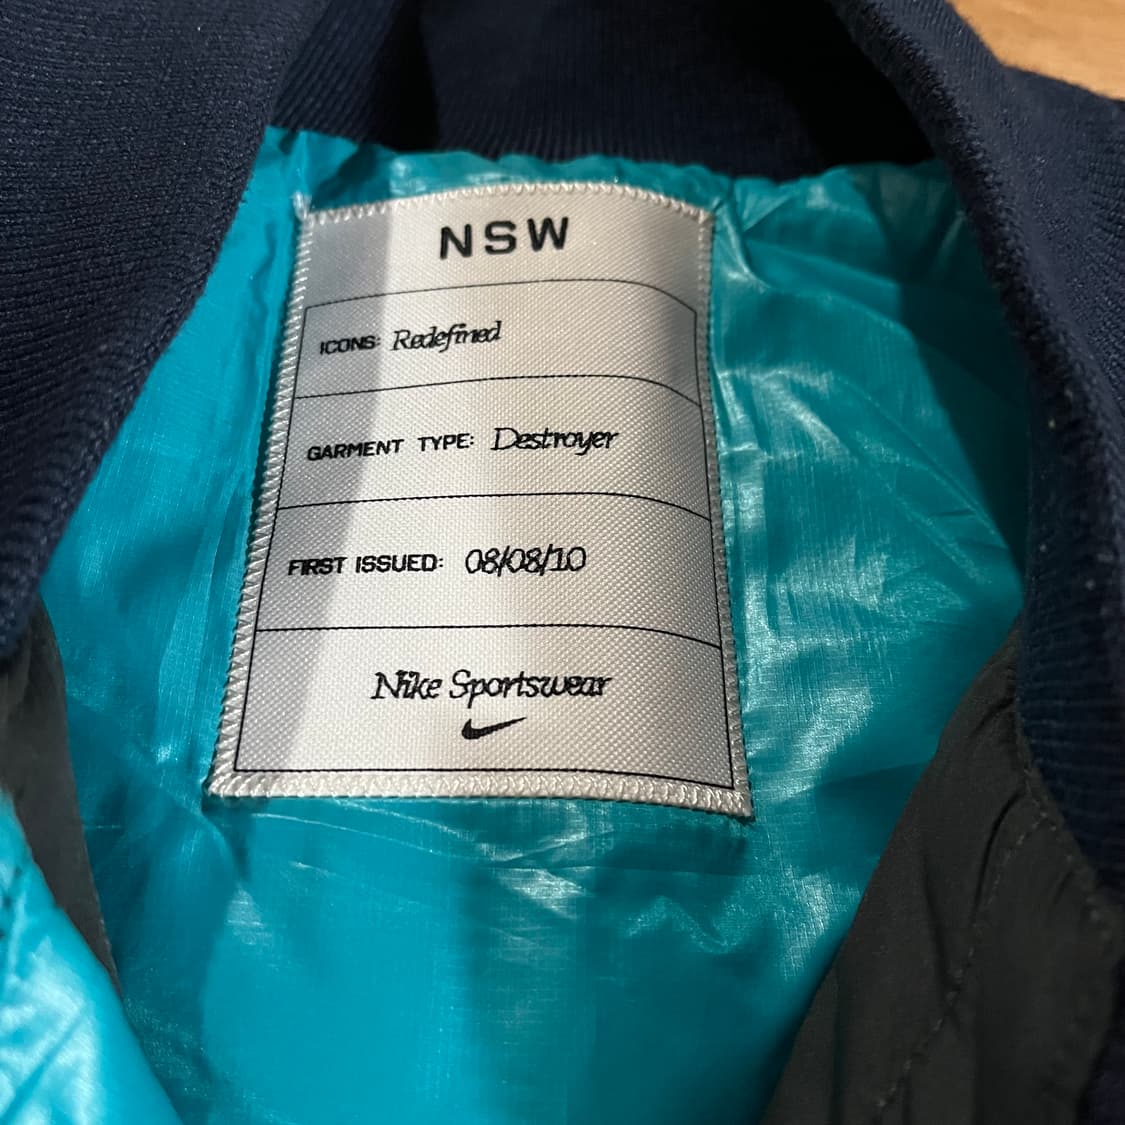 NSW
ICONS: Redefined
GARMENT TYPE: Destroyer
FIRST ISSUED: 08/08/10
Nike Sportswear